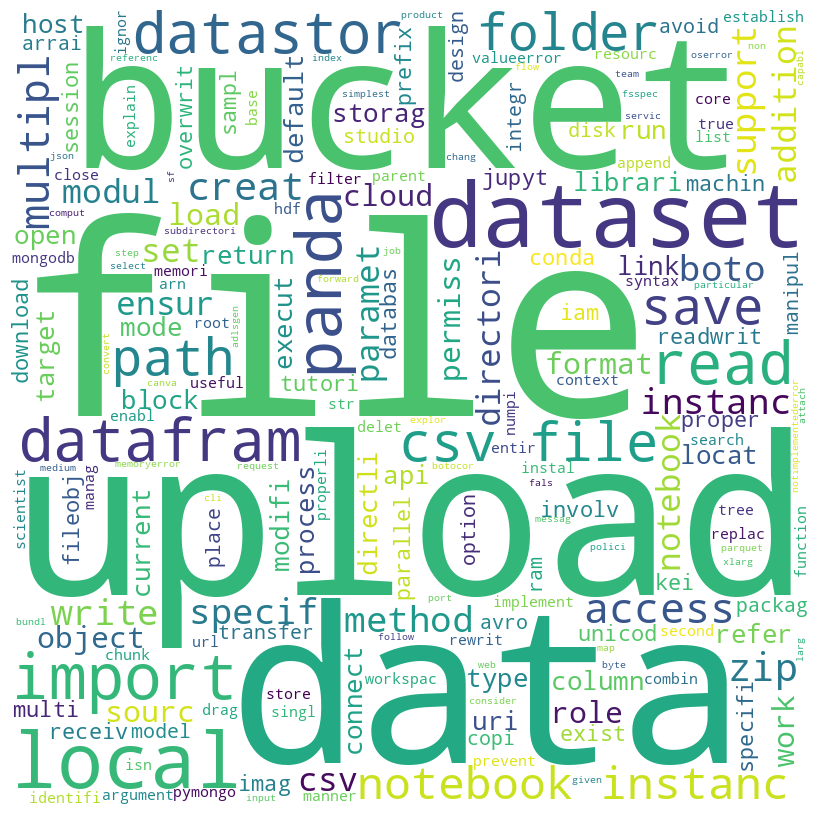 host
datastor
folder
avoid
establish
arrai
ignor
referenc
bucket
product
valueerror
resourc
design
prefix
support
addition
non
capabl
session
explain
simplest
index
base
sampl
overwrit
default
storag
studio
flow
team
oserror
servic
fsspec
integr
disk
run
core
true
list
append
chang
multipl
json
close
modul
creat
cloud
filter
parent
jupyt
librari
machin
open
mongodb
comput
sf
load
hdf
panda
dataset
subdirectori
step
select
memori
set
return
job
forward
arn
ensur
root
mode
execut
databas
paramet
permiss
directori
conda
link
boto
syntax
particular
iam
save
manipul
download
target
convert
adlsgen
file
path
canva
useful
block
enabl
tutori
str
format
readwrit
context
read
instanc
proper
numpi
explor
delet
search
attach
notimplementederror
datafram
csv file
notebook
locat
entir
medium
memoryerror
request
botocor
instal
fals
scientist
manag
fileobj
current
place
cli
modifi
process
properli
directli
parallel
api
option
involv
messag
ram
tree
replac
parquet
xlarg
function
upload
polici
kei
bundl
write
specif
port
implement
access
packag
object
transfer
method
avro
rewrit
unicod
second
refer
larg
url
chunk
follow
web
map
byte
combin
import
data
store
singl
connect
workspac
type
consider
column
zip
multi
sourc
drag
uri
role
specifi
work
receiv
model
copi
exist
local
isn
imag
csv
prevent
notebook instanc
given
identifi
argument
pymongo
input
manner